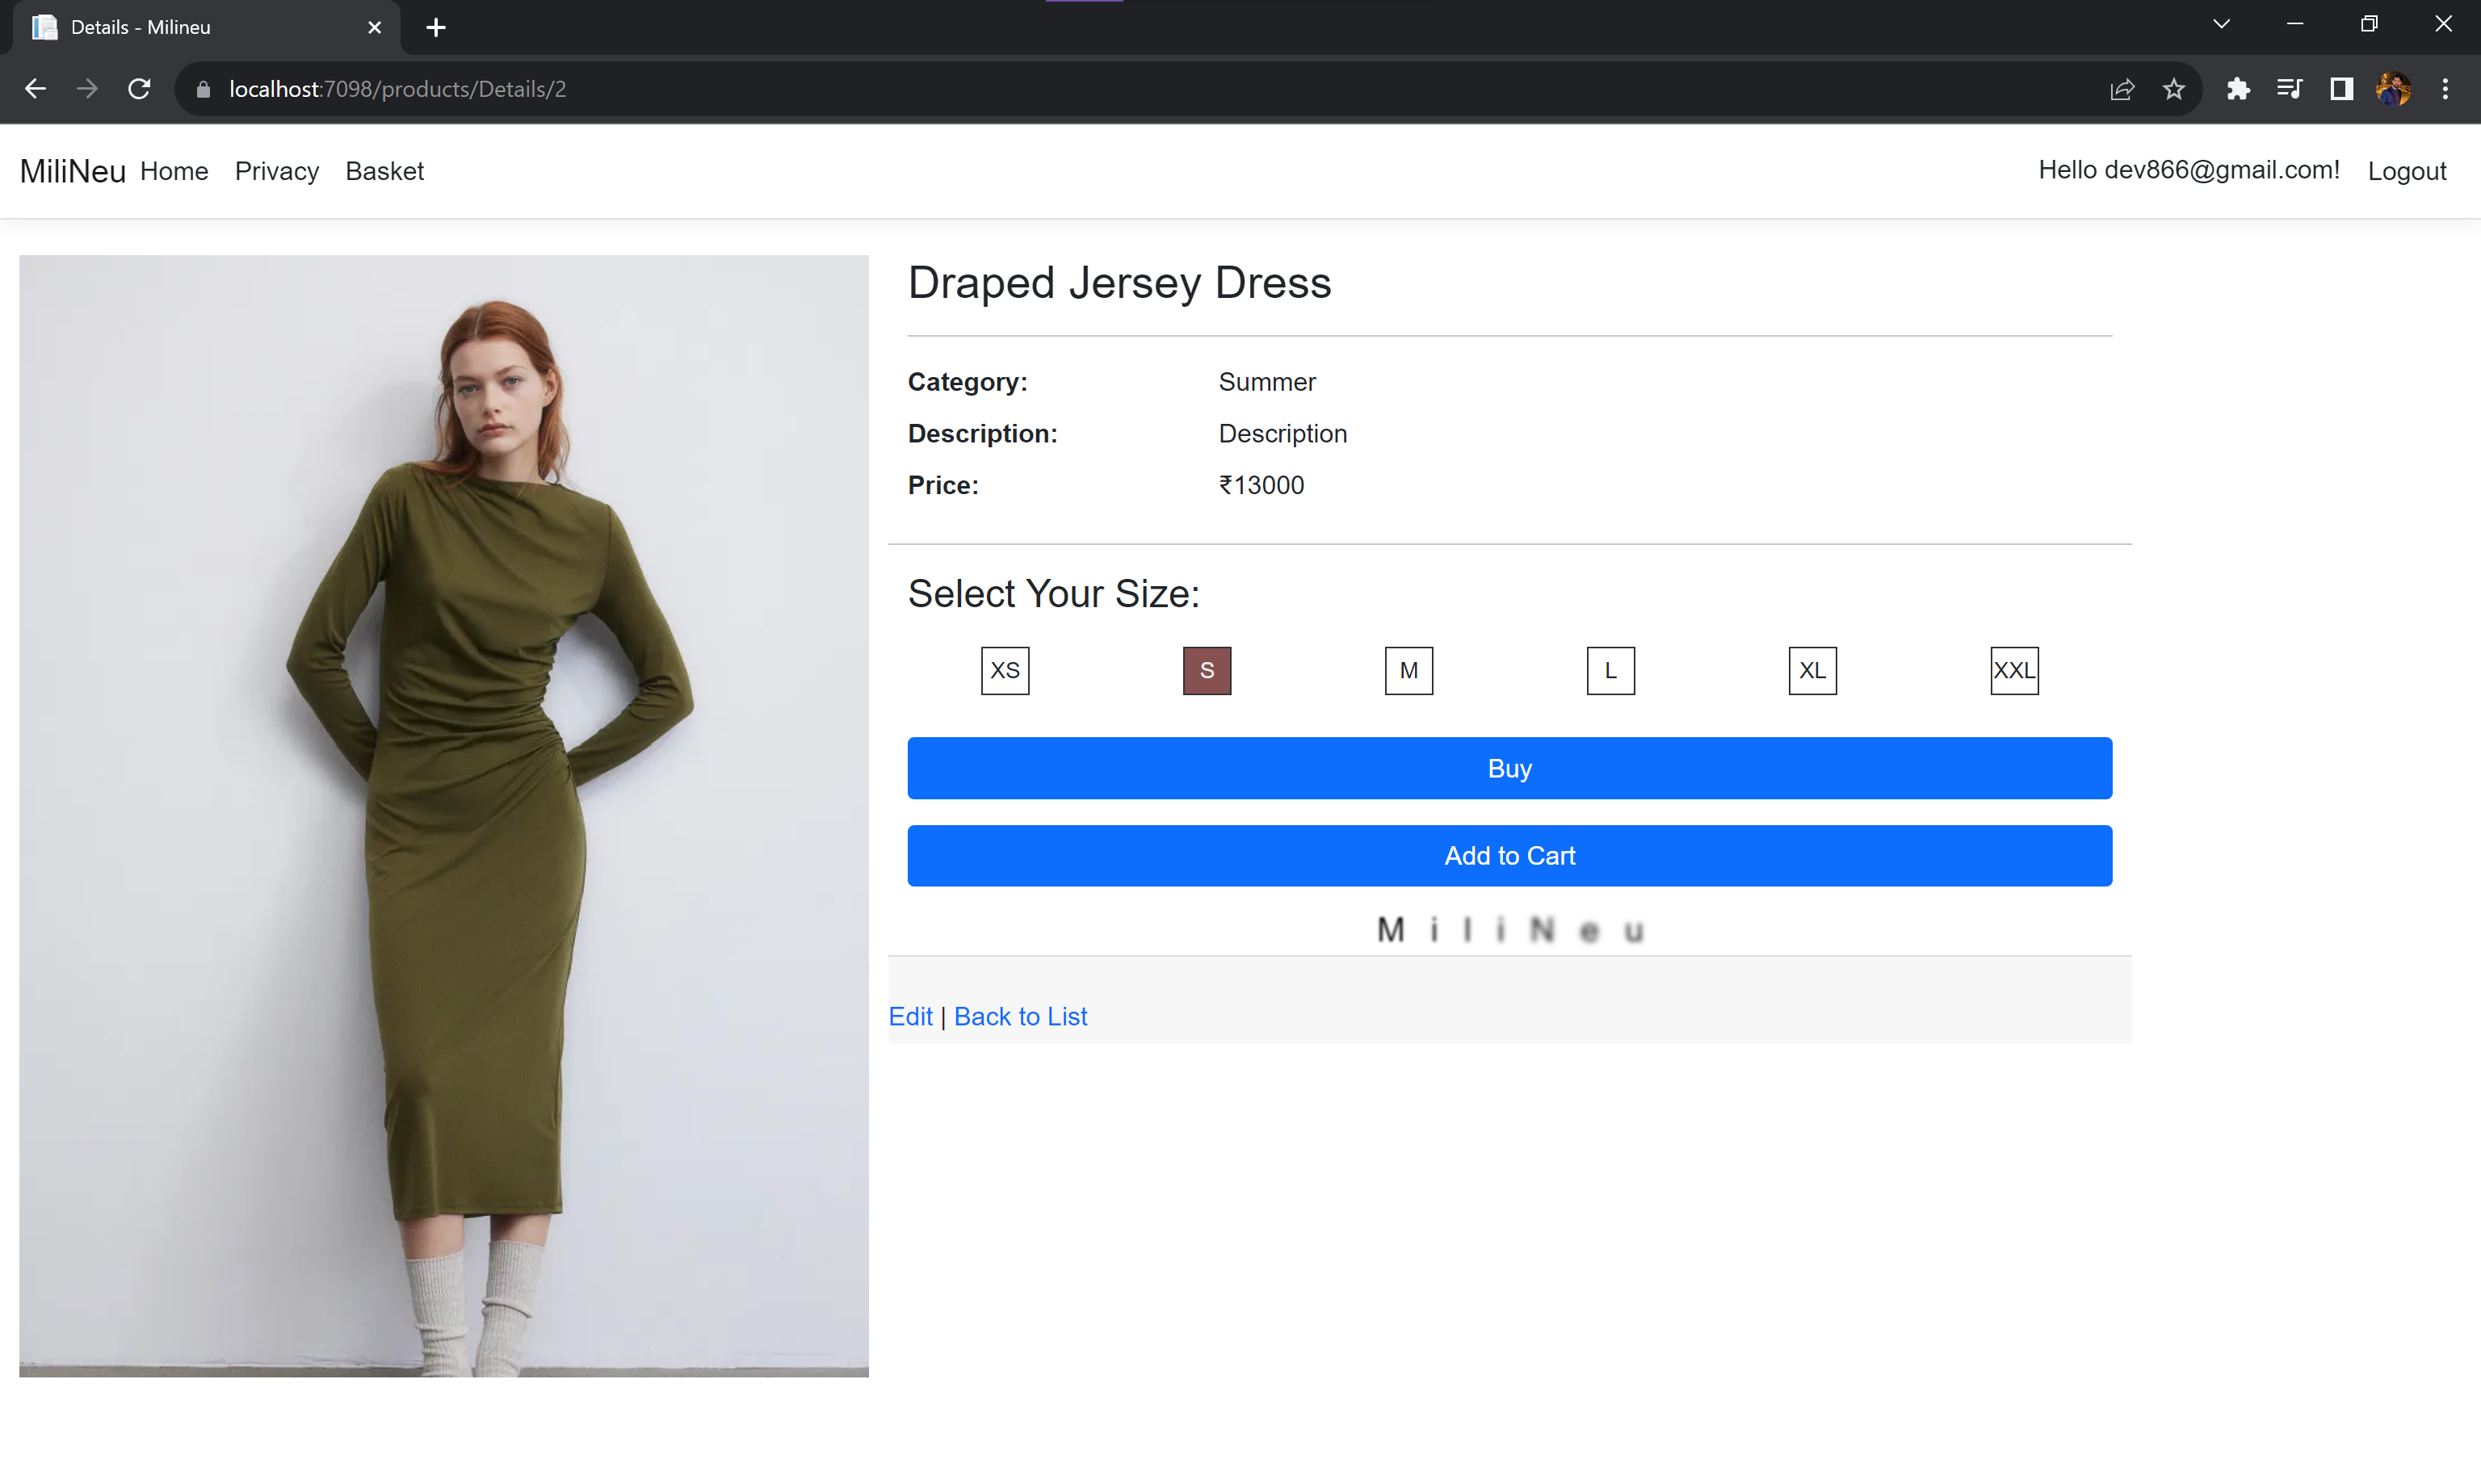 Details - Milineu
localhost:7098/products/Details/2
MiliNeu Home Privacy Basket Hello dev866@gmail.com! Logout
Draped Jersey Dress
Category: Summer
Description: Description
Price: ₹13000
Select Your Size:
XS S M L XL XXL
Buy
Add to Cart
M i l i N e u
Edit | Back to List